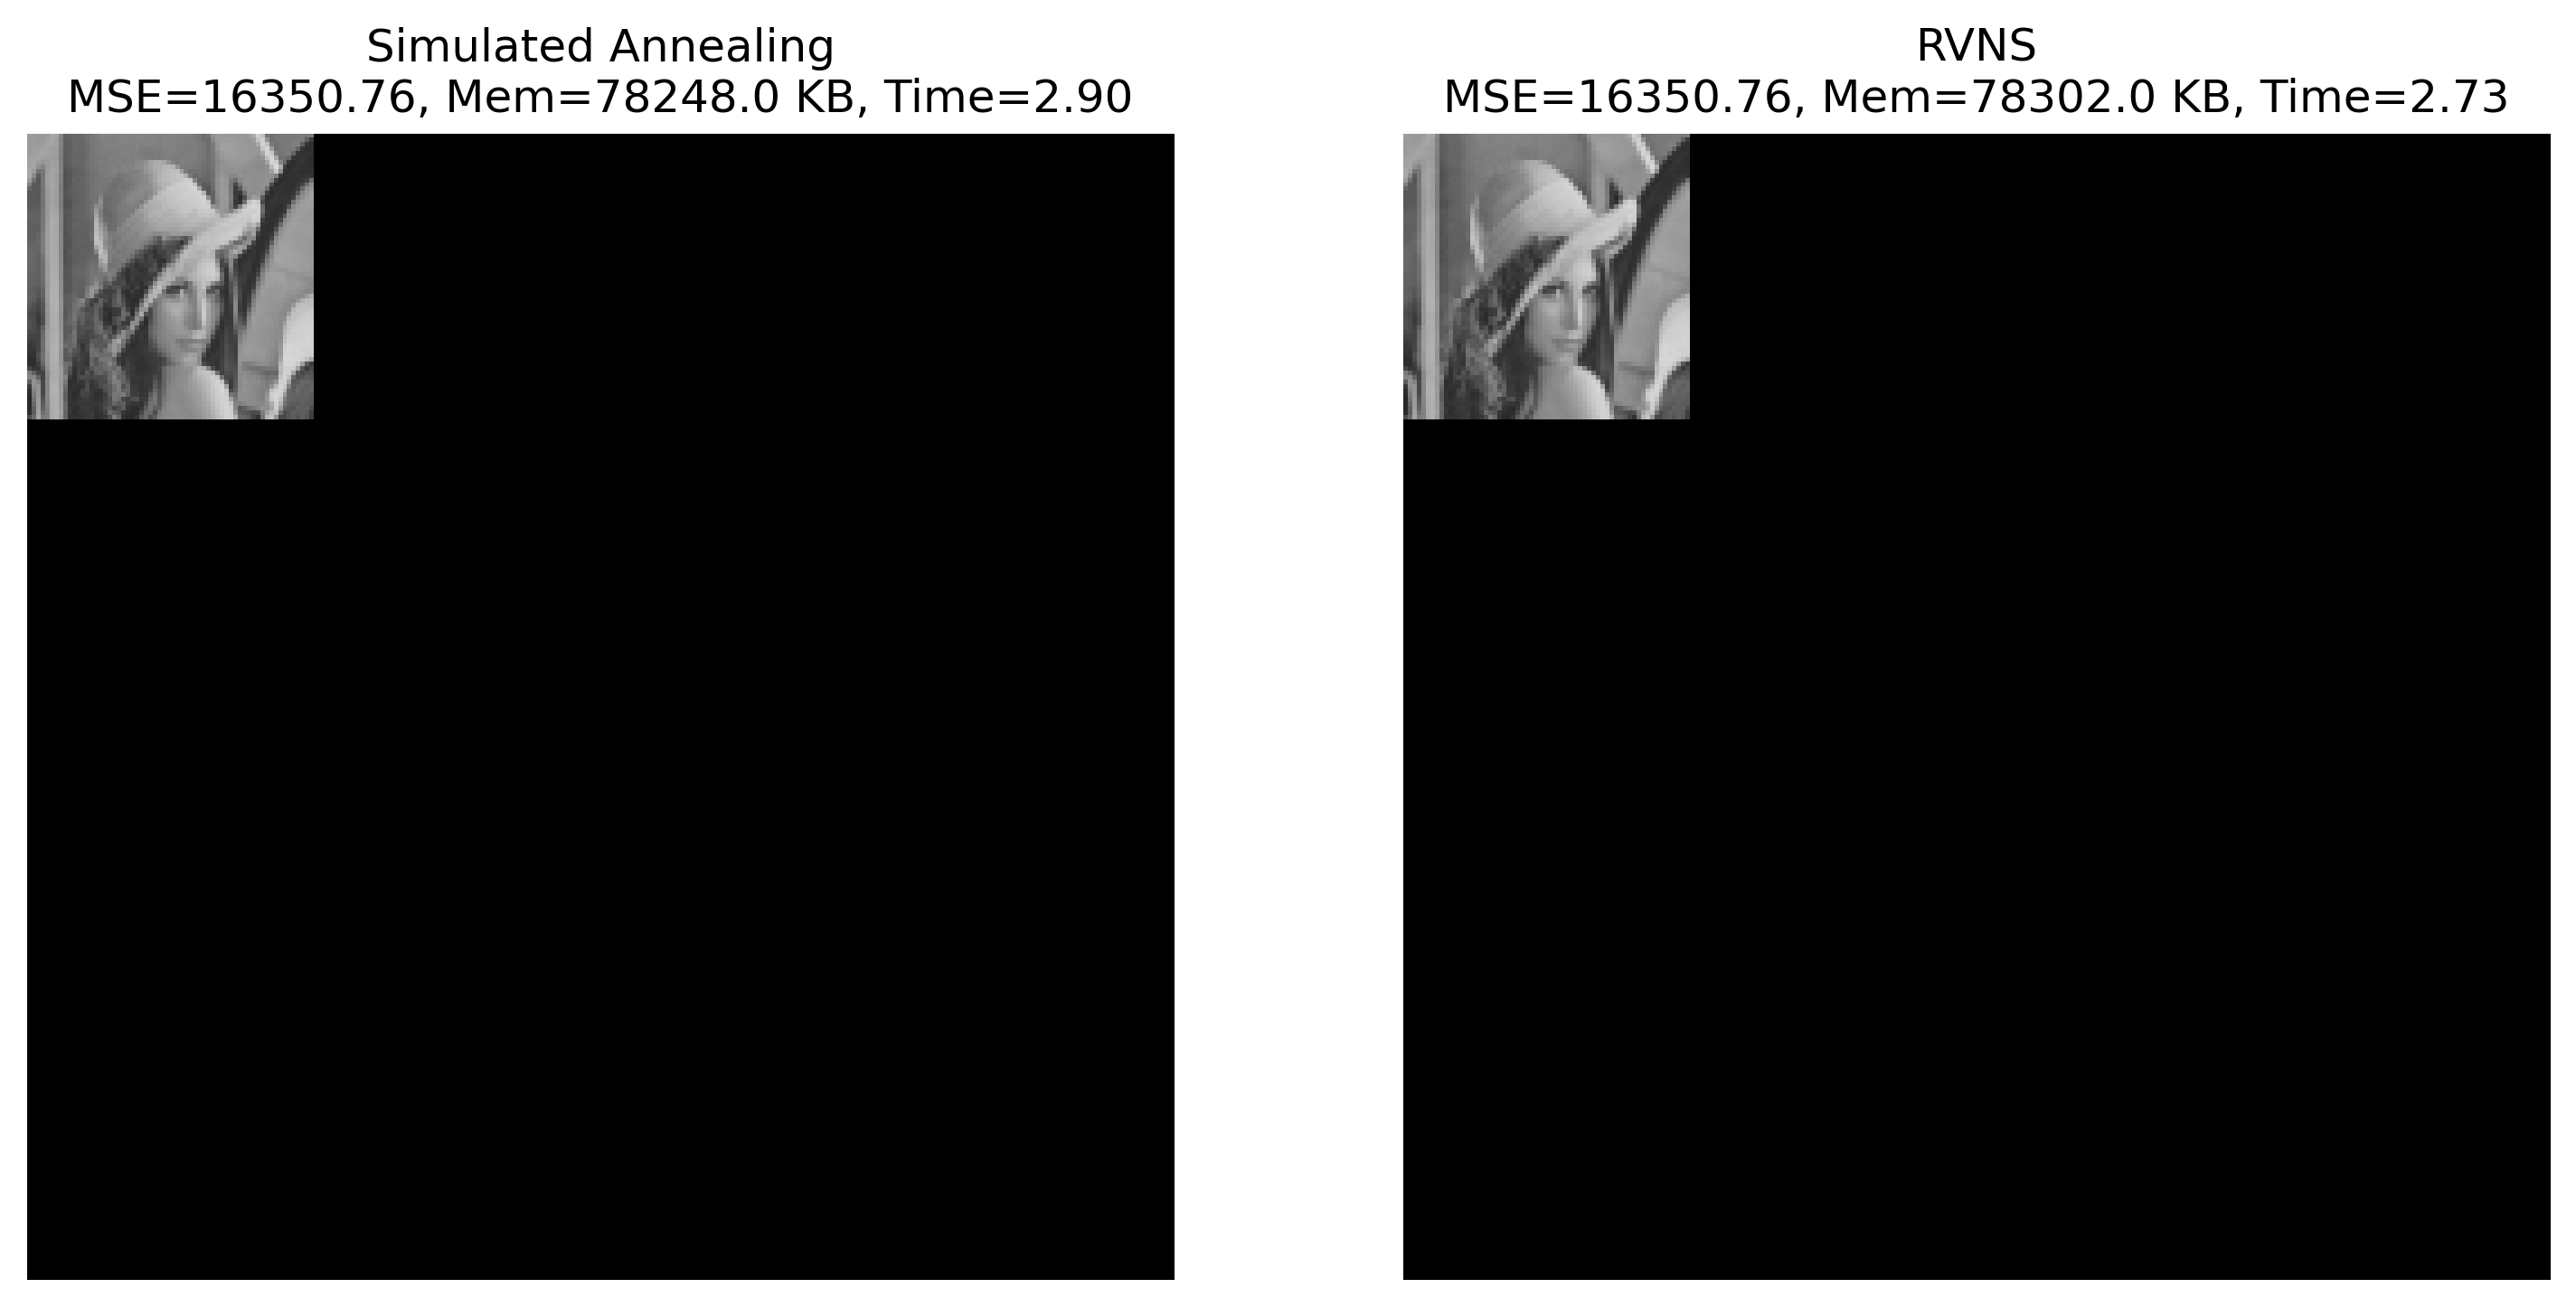 Simulated Annealing
MSE=16350.76, Mem=78248.0 KB, Time=2.90
RVNS
MSE=16350.76, Mem=78302.0 KB, Time=2.73